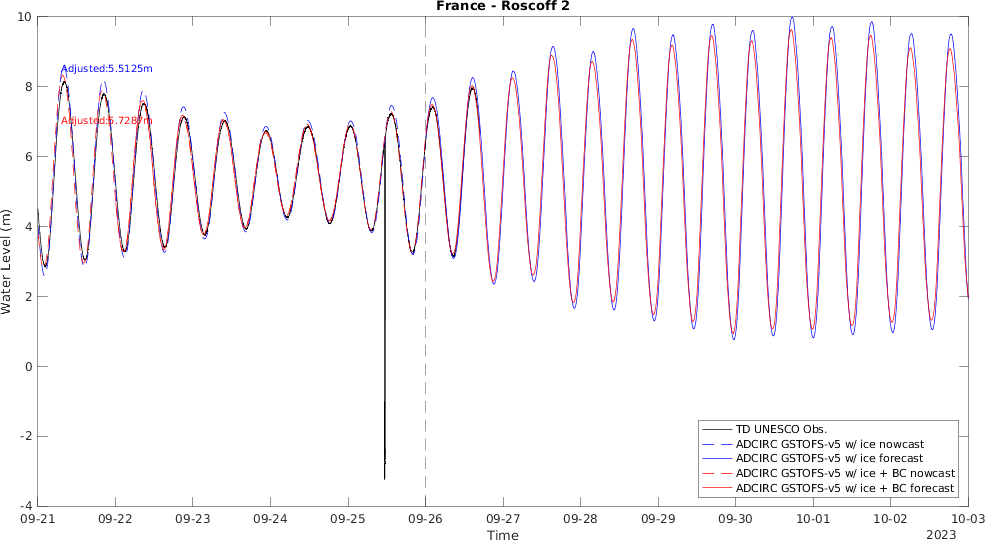 France - Roscoff 2
10
8
6
4
2
0
-2
-4
Water Level (m)
Adjusted:5.5125m
Adjusted:5.7287m
TD UNESCO Obs.
ADCIRC GSTOFS-v5 w/ ice nowcast
ADCIRC GSTOFS-v5 w/ ice forecast
ADCIRC GSTOFS-v5 w/ ice + BC nowcast
ADCIRC GSTOFS-v5 w/ ice + BC forecast
09-21 09-22 09-23 09-24 09-25 09-26 09-27 09-28 09-29 09-30 10-01 10-02 10-03
Time
2023